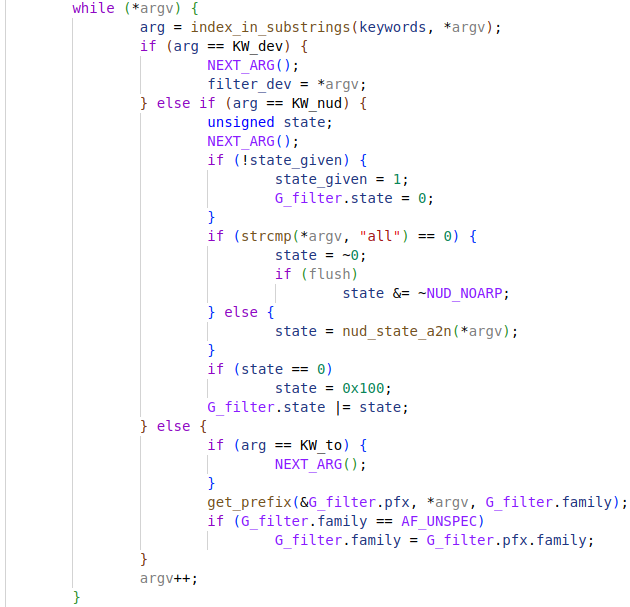 while (*argv) {
arg = index_in_substrings(keywords, *argv);
if (arg == KW_dev) {
NEXT_ARG();
filter_dev = *argv;
} else if (arg == KW_nud) {
unsigned state;
NEXT_ARG();
if (!state_given) {
state_given = 1;
G_filter.state = 0;
}
if (strcmp(*argv, "all") == 0) {
state = ~0;
if (flush)
state &= ~NUD_NOARP;
} else {
state = nud_state_a2n(*argv);
}
if (state == 0)
state = 0x100;
G_filter.state |= state;
} else {
if (arg == KW_to) {
NEXT_ARG();
}
get_prefix(&G_filter.pfx, *argv, G_filter.family);
if (G_filter.family == AF_UNSPEC)
G_filter.family = G_filter.pfx.family;
}
argv++;
}